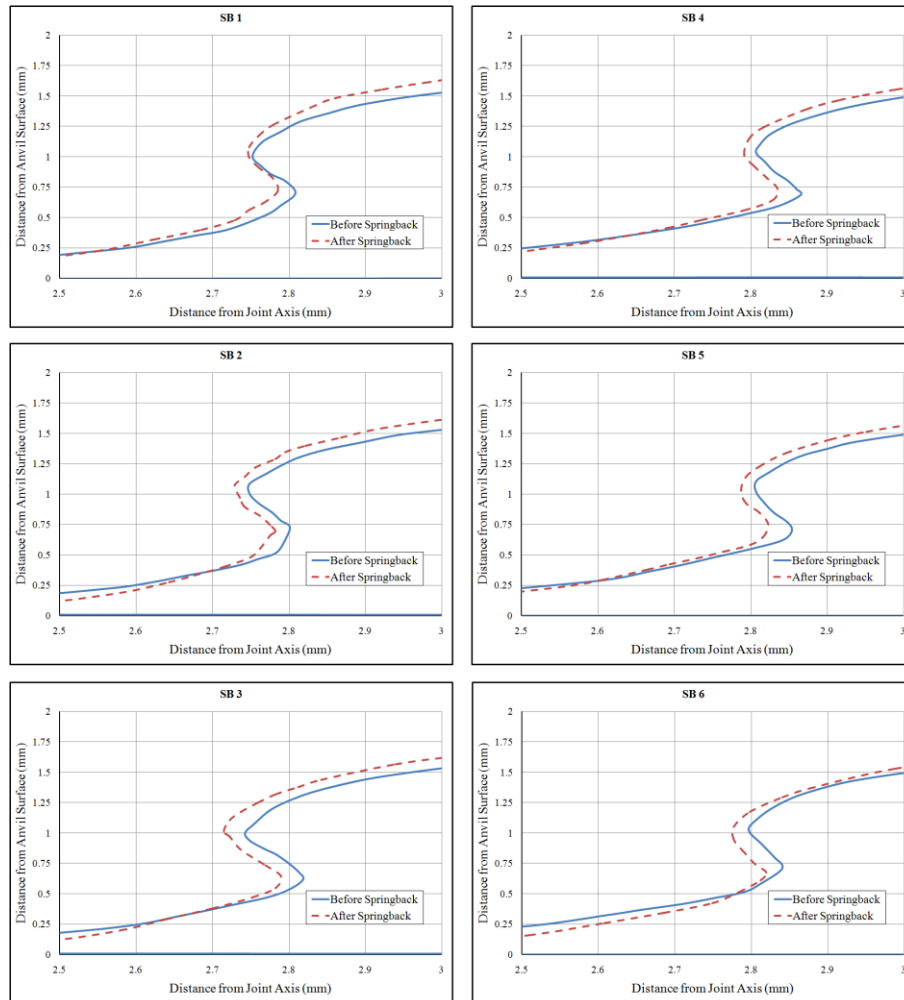 SB 1
Distance from Anvil Surface (mm)
2
1.75
1.5
1.25
1
0.75
0.5
0.25
0
Before Springback
After Springback
2.5 2.6 2.7 2.8 2.9 3
Distance from Joint Axis (mm)
SB 4
Distance from Anvil Surface (mm)
2
1.75
1.5
1.25
1
0.75
0.5
0.25
0
Before Springback
After Springback
2.5 2.6 2.7 2.8 2.9 3
Distance from Joint Axis (mm)
SB 2
Distance from Anvil Surface (mm)
2
1.75
1.5
1.25
1
0.75
0.5
0.25
0
Before Springback
After Springback
2.5 2.6 2.7 2.8 2.9 3
Distance from Joint Axis (mm)
SB 5
Distance from Anvil Surface (mm)
2
1.75
1.5
1.25
1
0.75
0.5
0.25
0
Before Springback
After Springback
2.5 2.6 2.7 2.8 2.9 3
Distance from Joint Axis (mm)
SB 3
Distance from Anvil Surface (mm)
2
1.75
1.5
1.25
1
0.75
0.5
0.25
0
Before Springback
After Springback
2.5 2.6 2.7 2.8 2.9 3
Distance from Joint Axis (mm)
SB 6
Distance from Anvil Surface (mm)
2
1.75
1.5
1.25
1
0.75
0.5
0.25
0
Before Springback
After Springback
2.5 2.6 2.7 2.8 2.9 3
Distance from Joint Axis (mm)